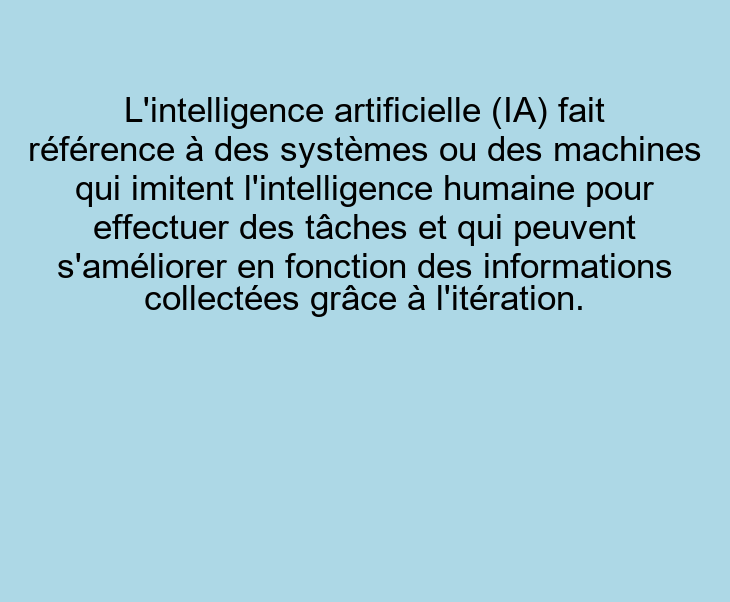 L'intelligence artificielle (IA) fait
référence à des systèmes ou des machines
qui imitent l'intelligence humaine pour
effectuer des tâches et qui peuvent
s'améliorer en fonction des informations
collectées grâce à l'itération.